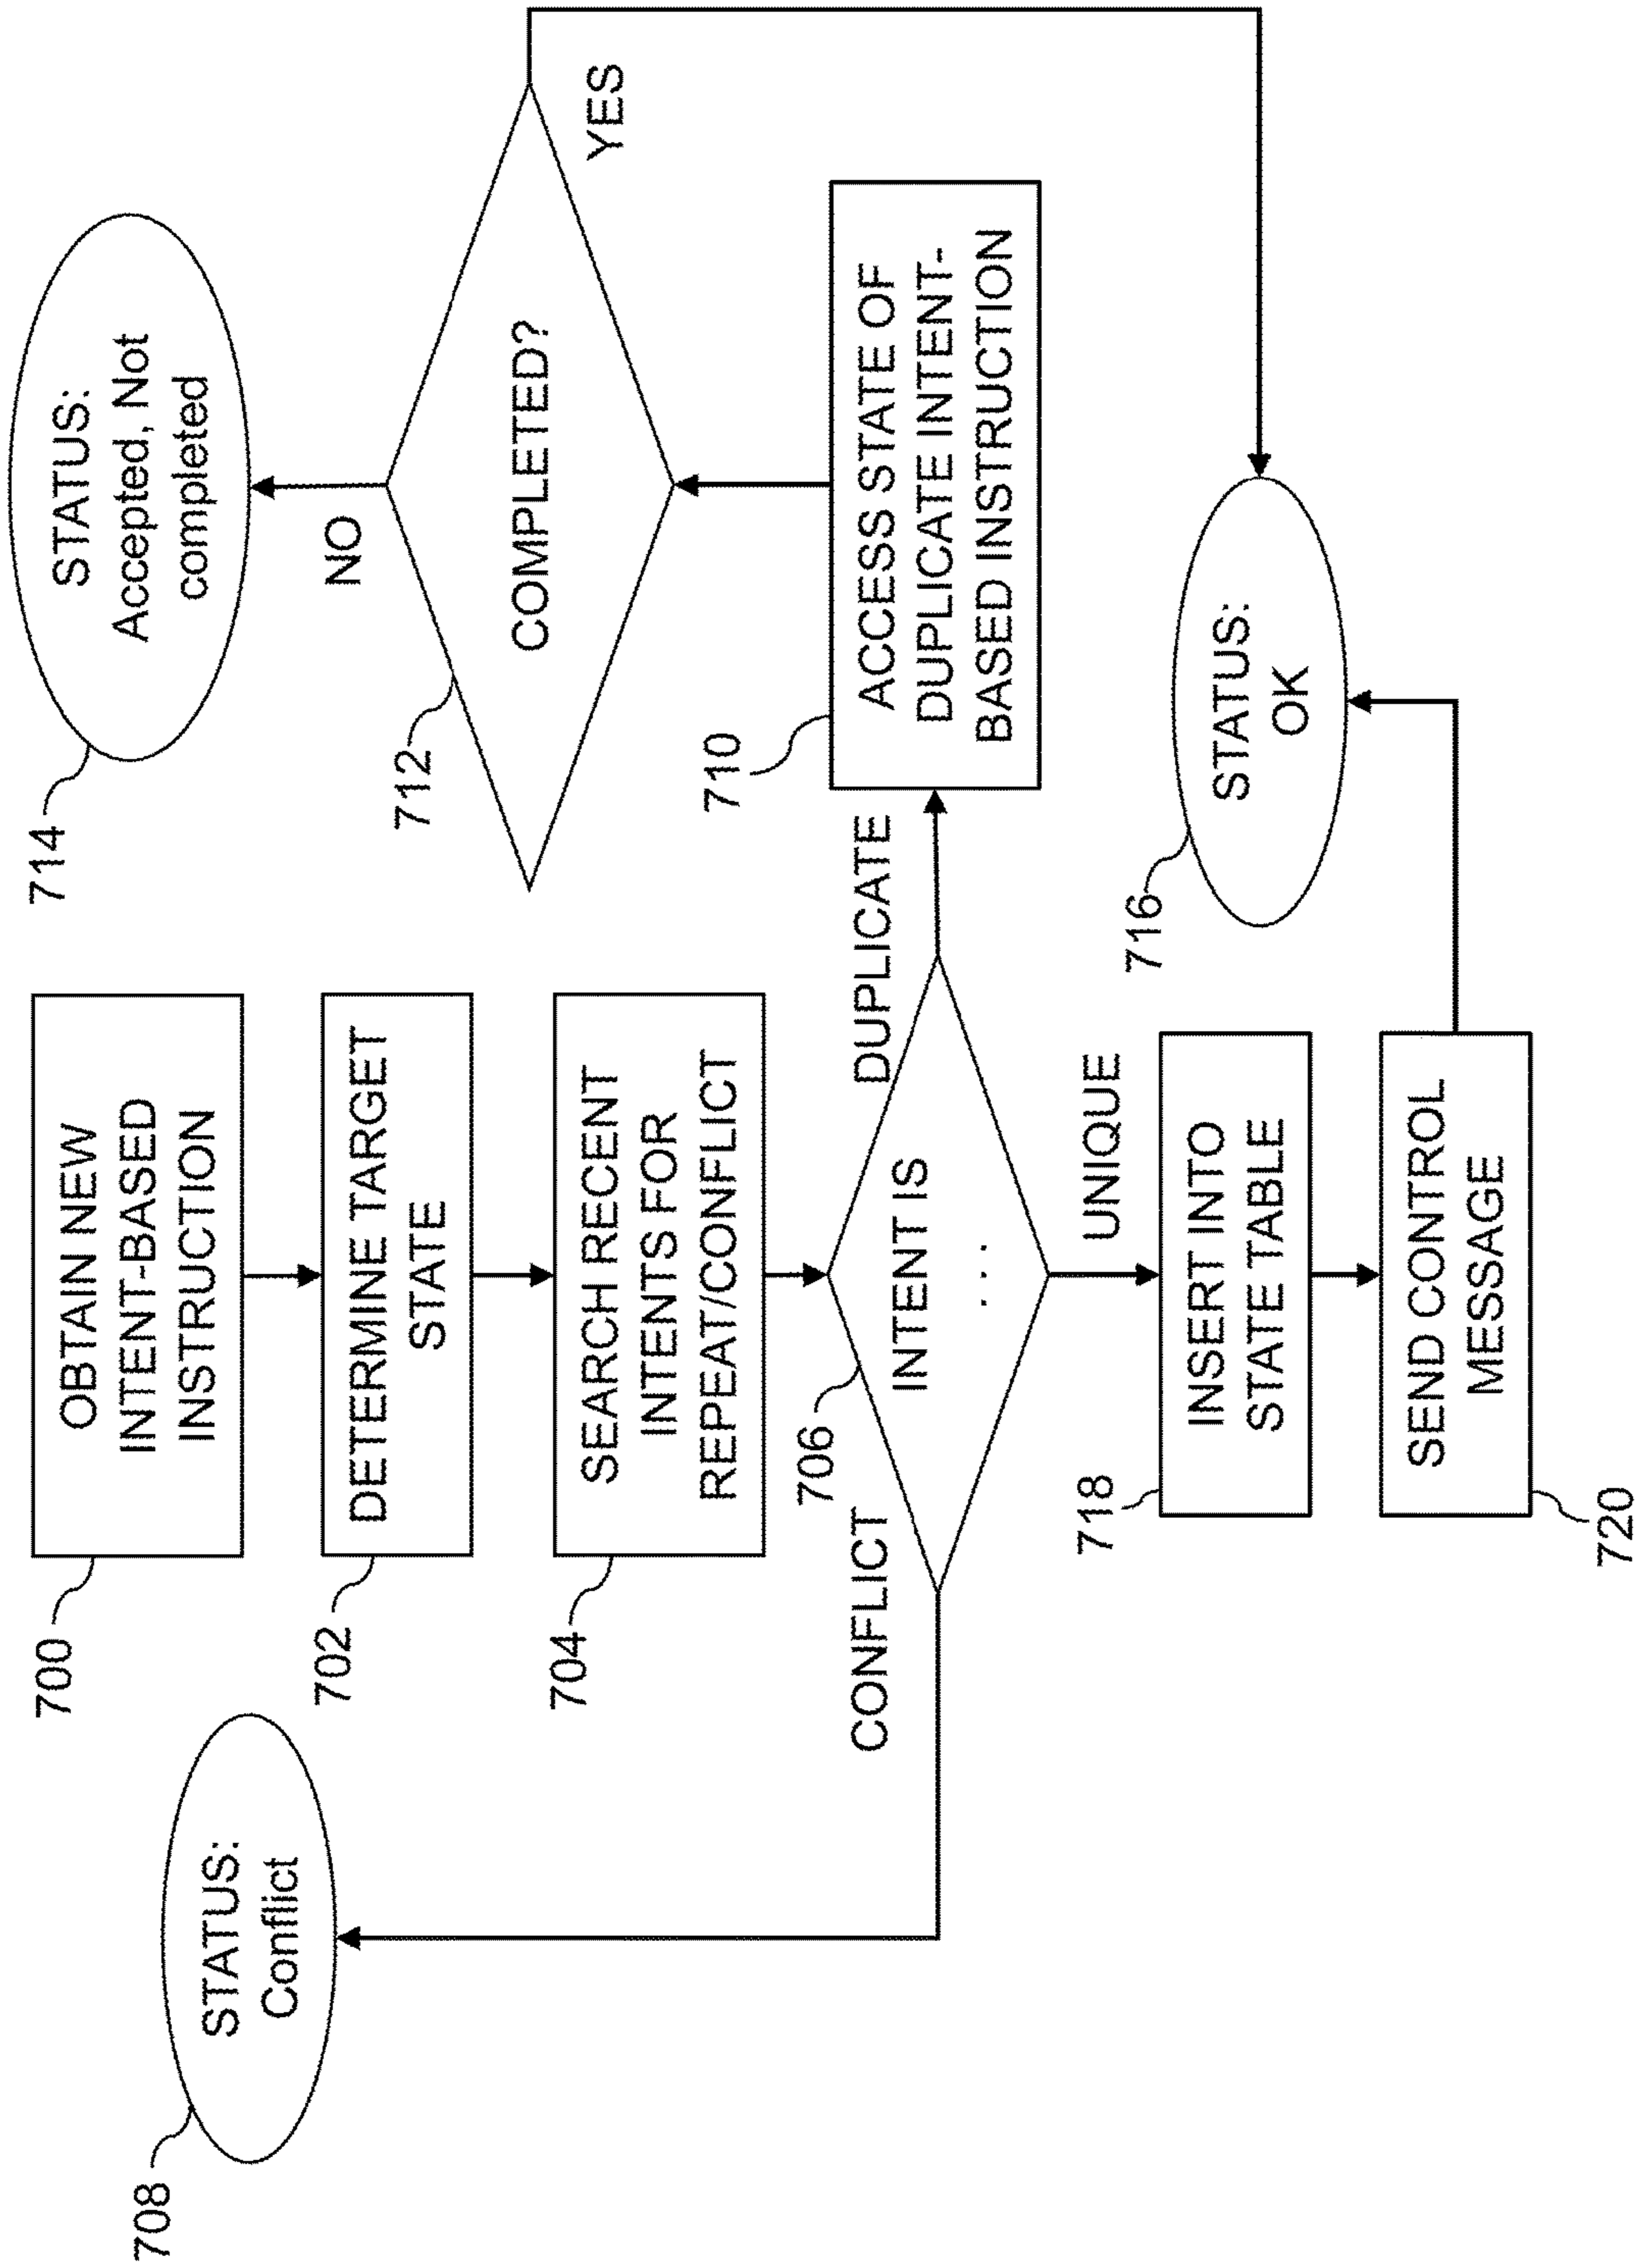 708
STATUS:
Conflict
700
OBTAIN NEW
INTENT-BASED
INSTRUCTION
702
DETERMINE TARGET
STATE
704
SEARCH RECENT
INTENTS FOR
REPEAT/CONFLICT
706
INTENT IS
. . .
CONFLICT
DUPLICATE
UNIQUE
718
INSERT INTO
STATE TABLE
720
SEND CONTROL
MESSAGE
714
STATUS:
Accepted, Not
completed
NO
712
COMPLETED?
YES
710
ACCESS STATE OF
DUPLICATE INTENT-
BASED INSTRUCTION
716
STATUS:
OK